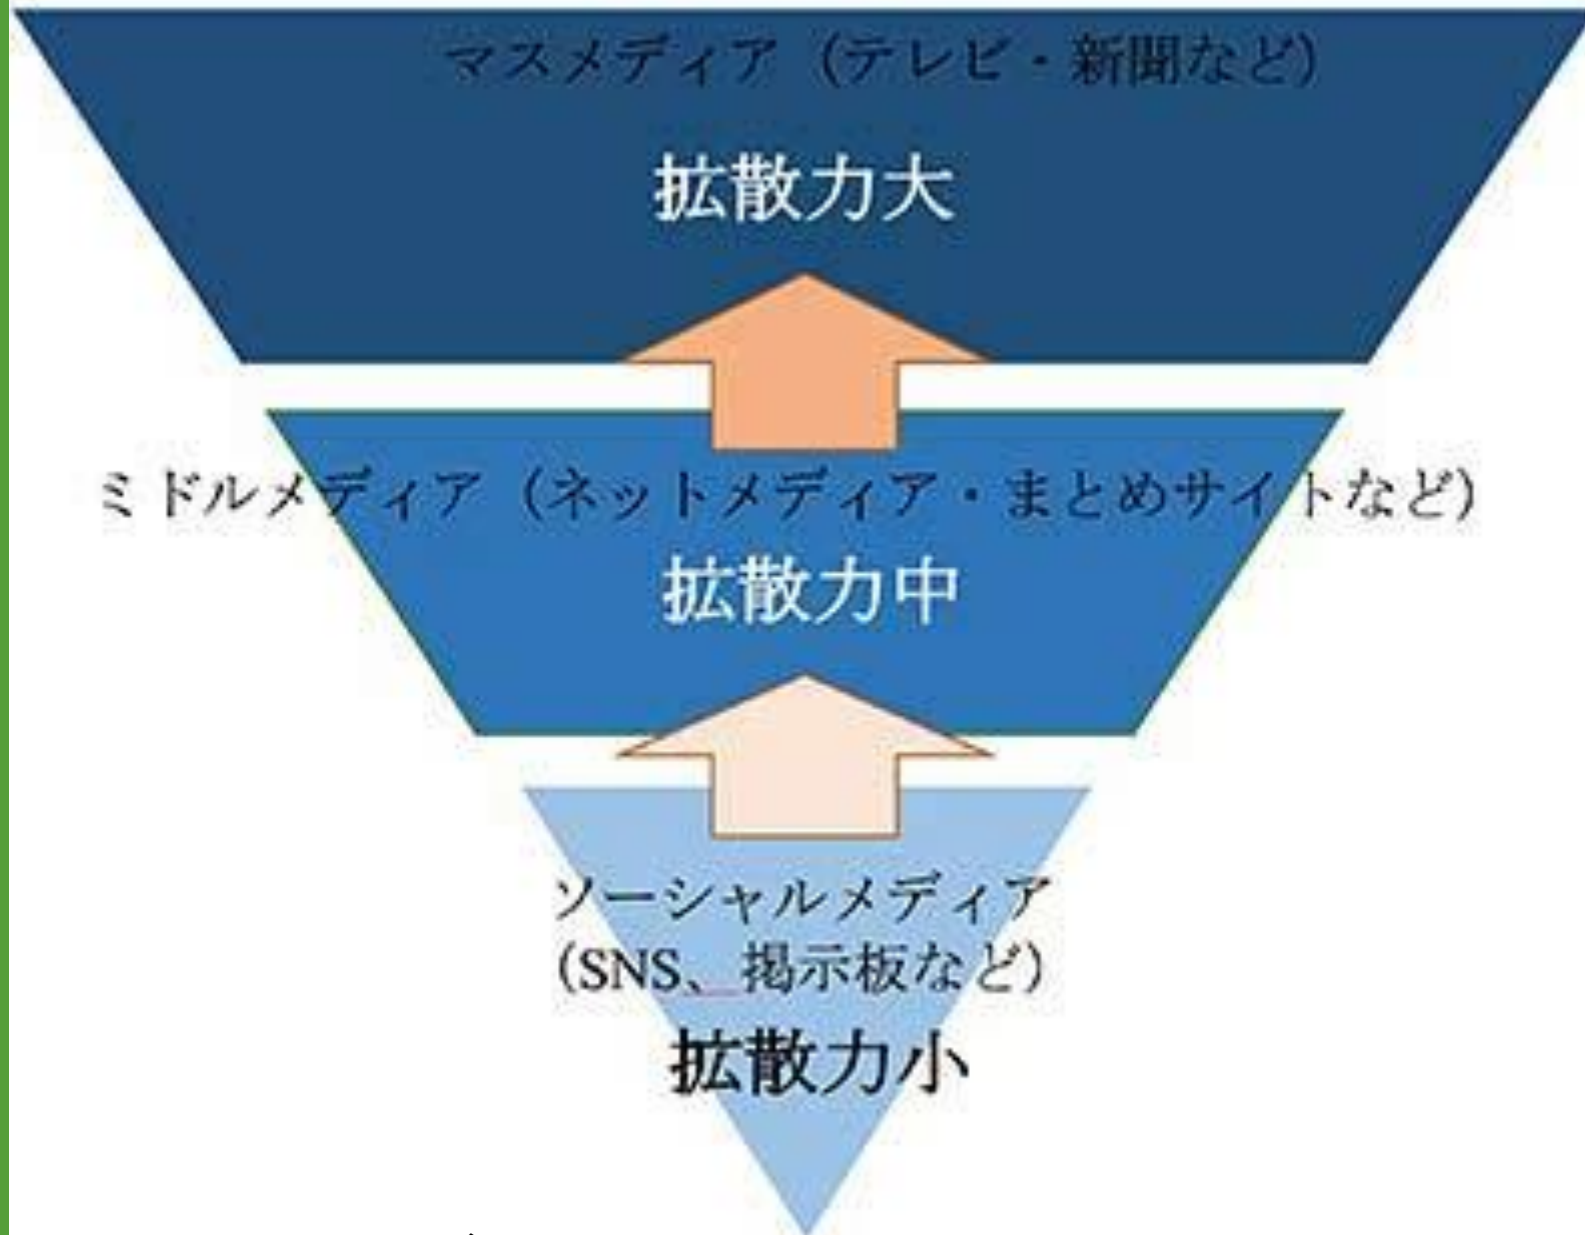 マスメディア（テレビ・新聞など）
拡散力大
ミドルメディア（ネットメディア・まとめサイトなど）
拡散力中
ソーシャルメディア
（SNS、掲示板など）
拡散力小